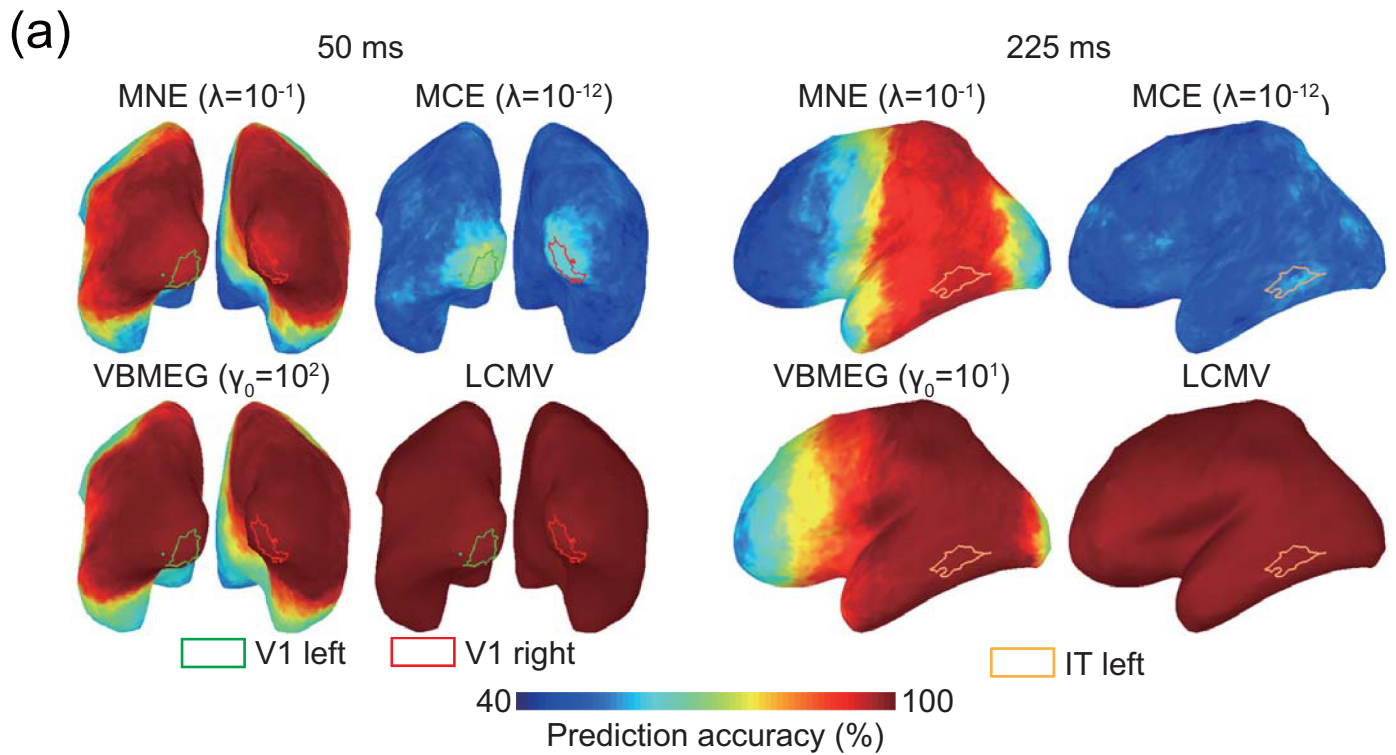 (a)
50 ms
225 ms
MNE (λ=10⁻¹)
MCE (λ=10⁻¹²)
MNE (λ=10⁻¹)
MCE (λ=10⁻¹²)
VBMEG (γ₀=10²)
LCMV
VBMEG (γ₀=10¹)
LCMV
V1 left
V1 right
IT left
40
100
Prediction accuracy (%)